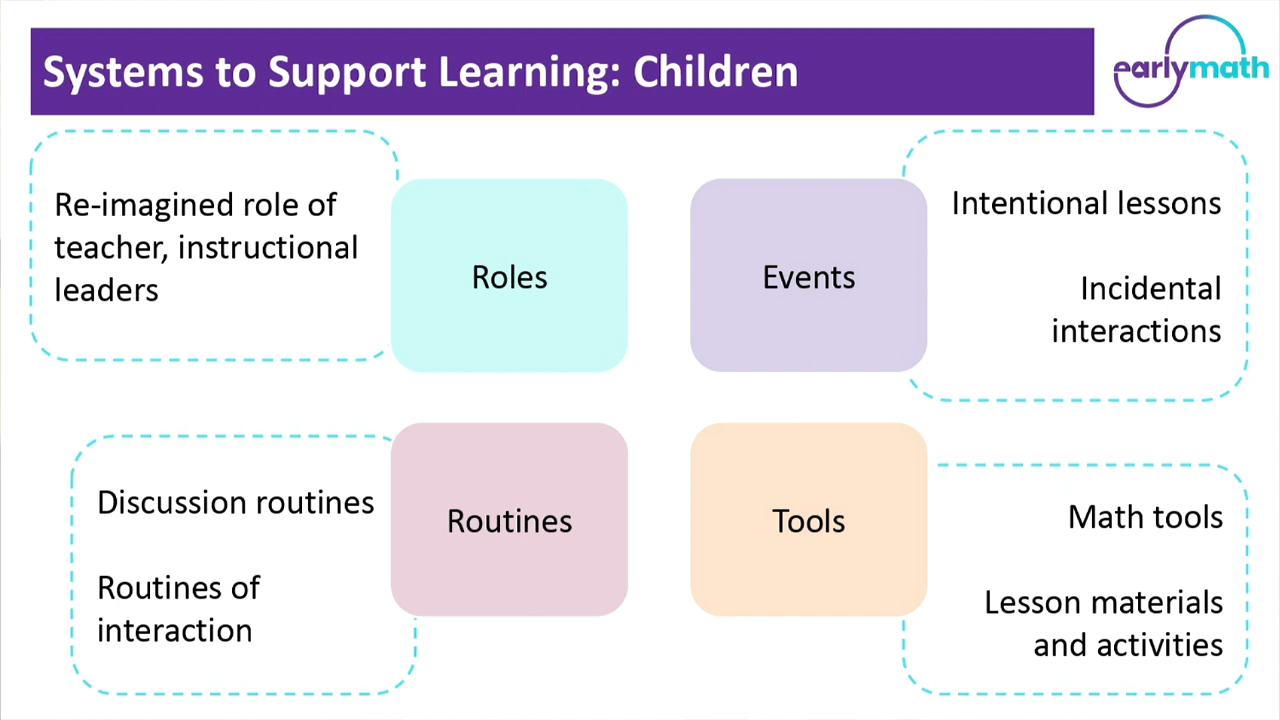 Systems to Support Learning: Children
earlymath
Re-imagined role of
teacher, instructional
leaders
Roles
Events
Intentional lessons
Incidental
interactions
Discussion routines
Routines of
interaction
Routines
Tools
Math tools
Lesson materials
and activities